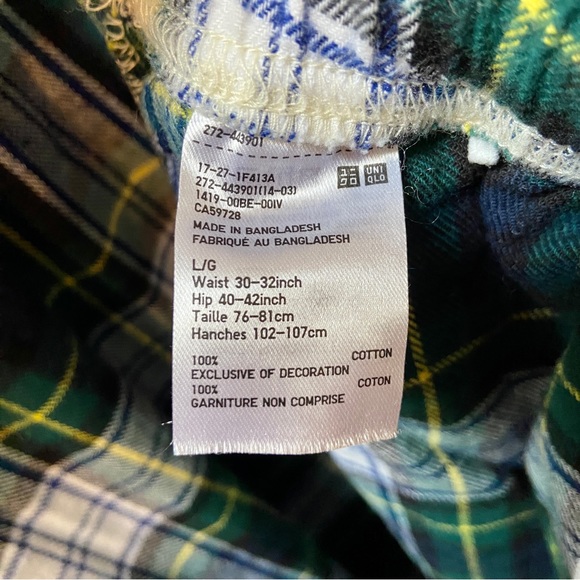 272-443901
17-27-1F413A
272-443901(14-03)
1419-00BE-00IV
CA59728
UNI
QLO
MADE IN BANGLADESH
FABRIQUÉ AU BANGLADESH
L/G
Waist 30-32inch
Hip 40-42inch
Taille 76-81cm
Hanches 102-107cm
100% COTTON
EXCLUSIVE OF DECORATION
100% COTON
GARNITURE NON COMPRISE